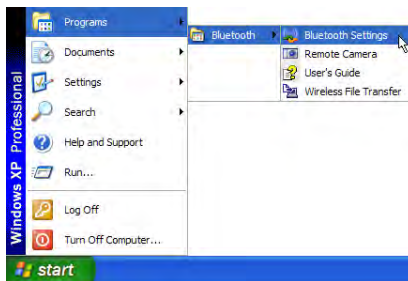 Programs
Documents
Settings
Search
Help and Support
Run...
Log Off
Turn Off Computer...
Windows XP Professional
start
Bluetooth
Bluetooth Settings
Remote Camera
User's Guide
Wireless File Transfer